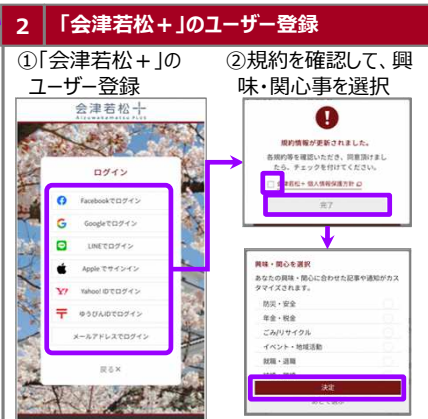 2 「会津若松＋」のユーザー登録
①「会津若松＋」の
ユーザー登録
会津若松＋
Aizuwakamatsu PLUS
ログイン
Facebookでログイン
Googleでログイン
LINEでログイン
Apple でサインイン
Yahoo! IDでログイン
ゆうびんIDでログイン
メールアドレスでログイン
戻る×
②規約を確認して、興
味・関心事を選択
規約情報が更新されました。
各規約等を確認いただき、同意頂けまし
たら、チェックを付けてください。
会津若松+ 個人情報保護方針
完了
興味・関心を選択
あなたの興味・関心に合わせた記事や通知がカス
タマイズされます。
防災・安全
年金・税金
ごみ/リサイクル
イベント・地域活動
就職・退職
決定